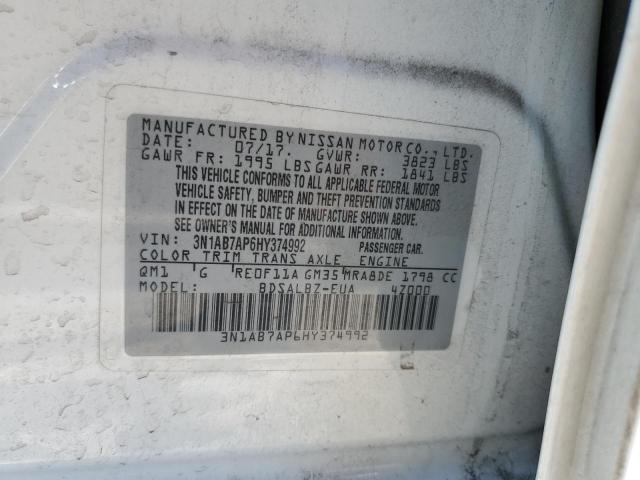 MANUFACTURED BY NISSAN MOTOR CO., LTD.
DATE: 07/17. GVWR: 3823 LBS
GAWR FR: 1995 LBS GAWR RR: 1841 LBS
THIS VEHICLE CONFORMS TO ALL APPLICABLE FEDERAL MOTOR
VEHICLE SAFETY, BUMPER AND THEFT PREVENTION STANDARDS
IN EFFECT ON THE DATE OF MANUFACTURE SHOWN ABOVE.
SEE OWNER'S MANUAL FOR ADDITIONAL INFORMATION.
VIN: 3N1AB7AP6HY374992 PASSENGER CAR.
COLOR TRIM TRANS AXLE ENGINE
QM1 G RE0F11A GM35 MRA8DE 1798 CC
MODEL: BDSALBZ-EUA 4Z000
3N1AB7AP6HY374992